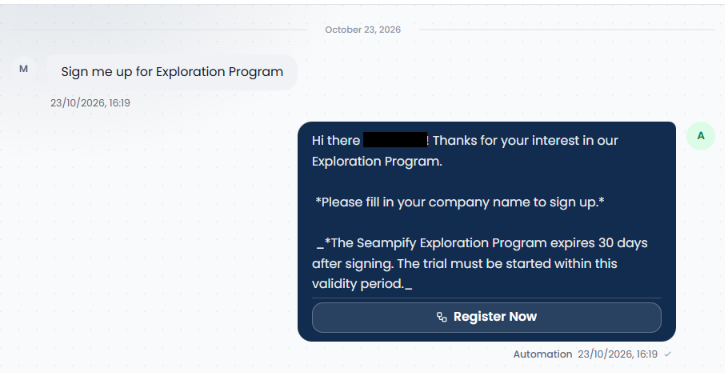 October 23, 2026
M
Sign me up for Exploration Program
23/10/2026, 16:19
A
Hi there ! Thanks for your interest in our
Exploration Program.
*Please fill in your company name to sign up.*
_*The Seampify Exploration Program expires 30 days
after signing. The trial must be started within this
validity period._
Register Now
Automation 23/10/2026, 16:19